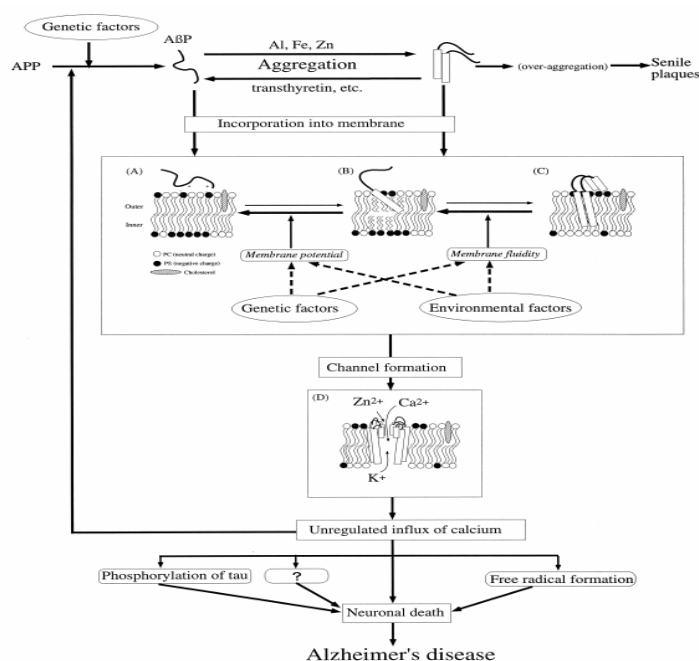 Genetic factors
AßP
Al, Fe, Zn
APP
Aggregation
(over-aggregation)
Senile
plaques
transthyretin, etc.
Incorporation into membrane
(A)
(B)
(C)
Outer
Inner
PC (neutral charge)
PS (negative charge)
Cholesterol
Membrane potential
Membrane fluidity
Genetic factors
Environmental factors
Channel formation
(D)
Zn2+
Ca2+
K+
Unregulated influx of calcium
Phosphorylation of tau
?
Free radical formation
Neuronal death
Alzheimer's disease